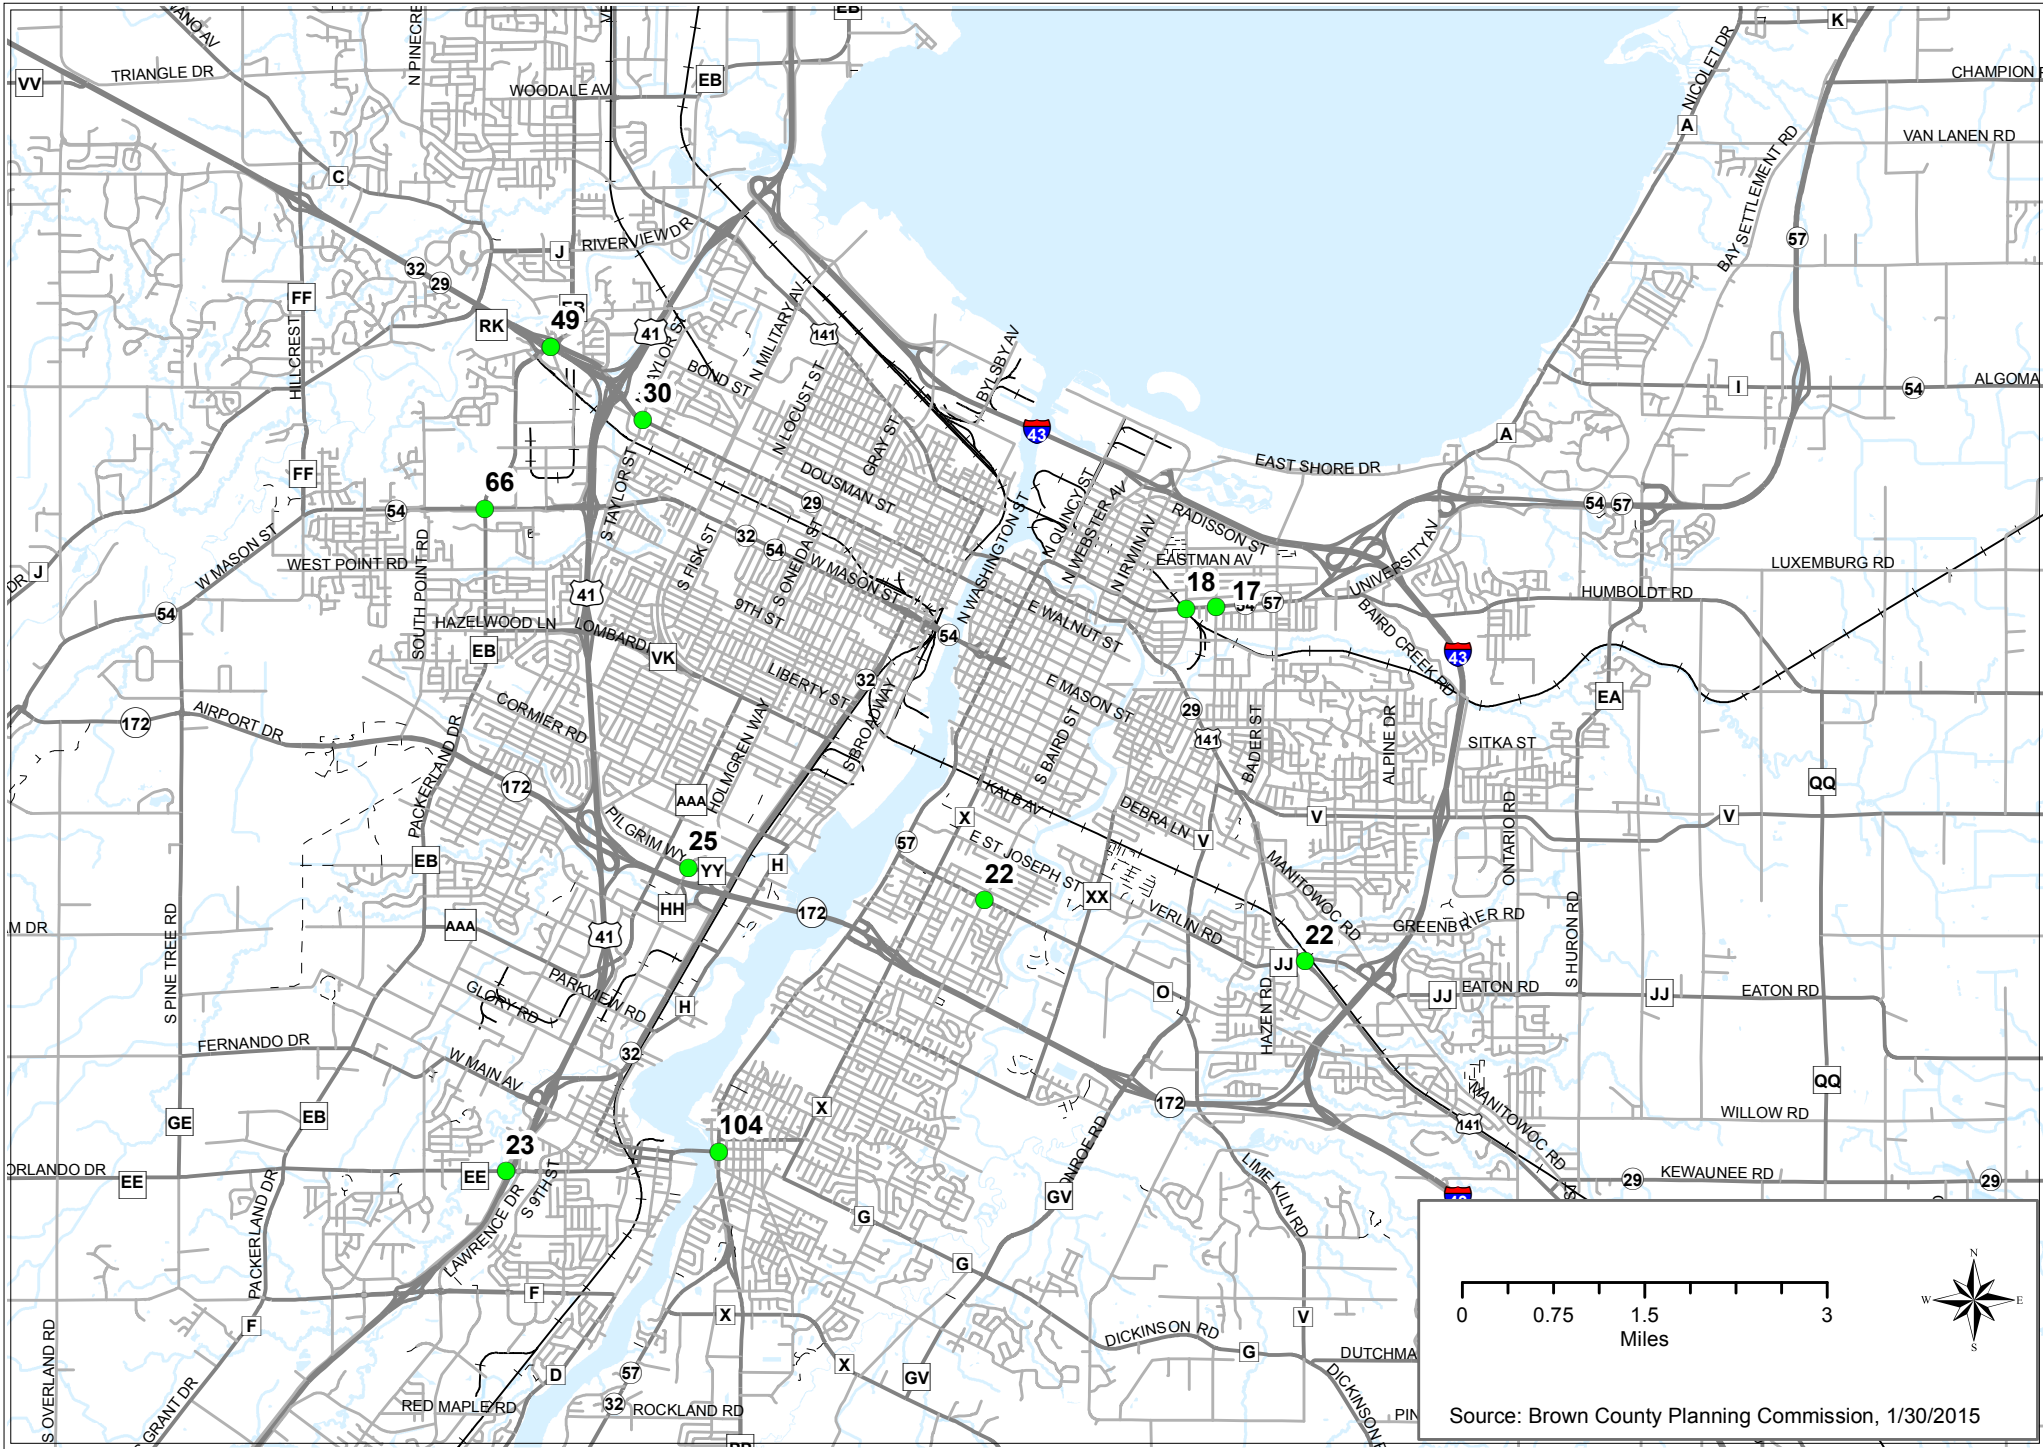 EB
K
TRIANGLE DR
VV
N PINECRE
WOODALE AV
EB
NICOLET DR
CHAMPION
A
VAN LANEN RD
C
BAY SETTLEMENT RD
RIVERVIEW DR
J
57
32
29
FF
RK
49
41
141
N MILITARY AV
BYLSBY AV
HILLCREST
BOND ST
N LOCUST ST
I
54
ALGOMA
30
GRAY ST
43
A
FF
DOUSMAN ST
EAST SHORE DR
66
S TAYLOR ST
29
N QUINCY ST
N WEBSTER AV
54
54
57
N WASHINGTON ST
RADISSON ST
UNIVERSITY AV
W MASON ST
SOUTH POINT RD
S FISK ST
32
54
S ONEIDA ST
W MASON ST
N IRWIN AV
EASTMAN AV
WEST POINT RD
LUXEMBURG RD
J
DR
41
18
17
54
57
HUMBOLDT RD
54
HAZELWOOD LN
9TH ST
E WALNUT ST
BAIRD CREEK RD
LOMBARDI
VK
54
EB
43
LIBERTY ST
32
E MASON ST
EA
172
AIRPORT DR
CORMIER RD
HOLMGREN WAY
S BROADWAY
S BAIRD ST
29
141
BADER ST
ALPINE DR
SITKA ST
PACKERLAND DR
172
AAA
KALB AV
QQ
PILGRIM WY
X
DEBRA LN
V
V
V
ONTARIO RD
25
YY
57
E ST JOSEPH ST
EB
H
22
MANITOWOC RD
HH
172
XX
VERLIN RD
GREENBRIER RD
S HURON RD
S PINE TREE RD
M DR
AAA
41
22
JJ
O
PARKVIEW RD
GLORY RD
H
HAZEN RD
JJ
EATON RD
JJ
EATON RD
FERNANDO DR
32
W MAIN AV
QQ
172
X
MANITOWOC RD
WILLOW RD
GE
EB
104
141
23
ORLANDO DR
EE
EE
S 9TH ST
LAWRENCE DR
LIME KILN RD
29
KEWAUNEE RD
29
GV
G
PACKERLAND DR
G
F
F
X
V
DICKINSON RD
G
DUTCHMA
S OVERLAND RD
D
57
X
GV
DICKINSON
GRANT DR
RED MAPLE RD
32
ROCKLAND RD
PIN
N
W
E
S
0 0.75 1.5 3
Miles
Source: Brown County Planning Commission, 1/30/2015